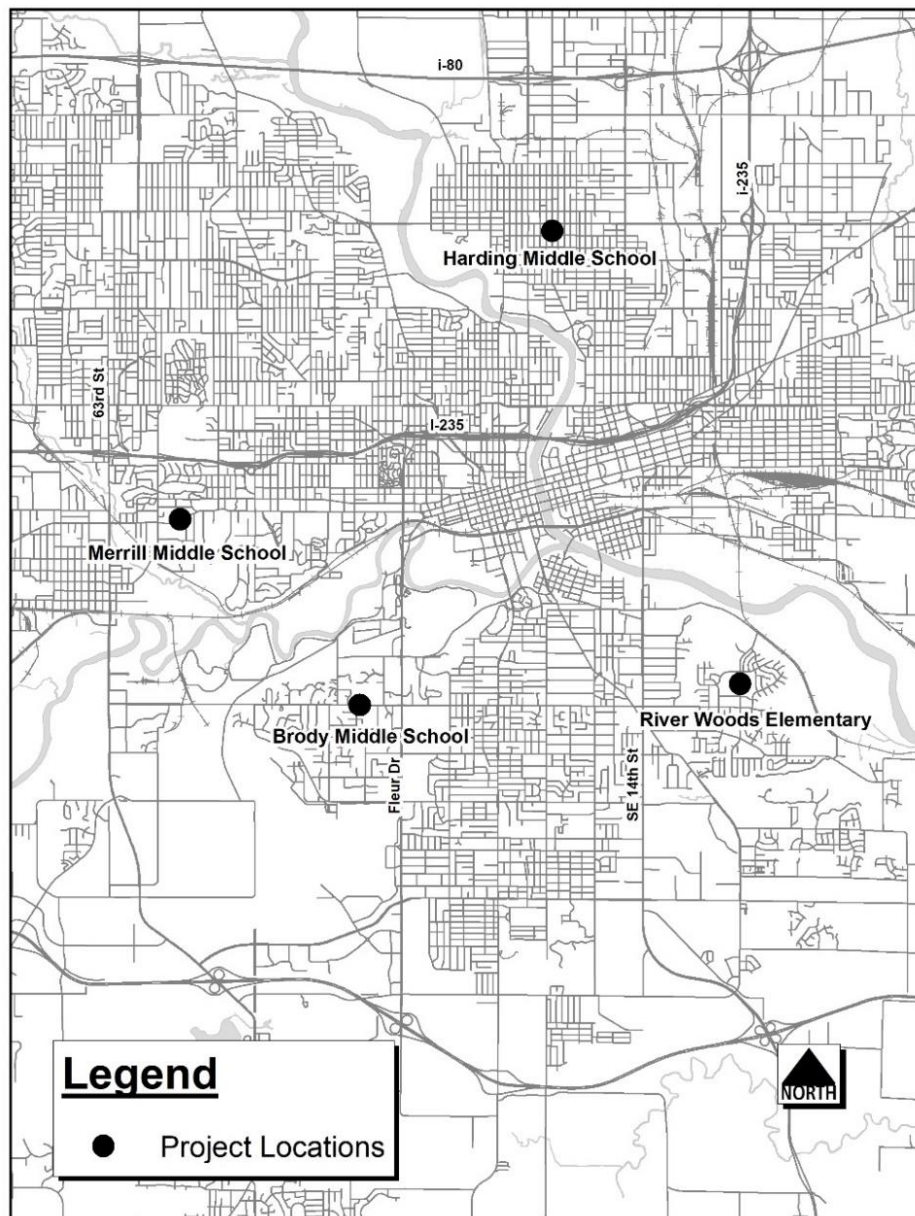 i-80
i-235
Harding Middle School
63rd St
I-235
Merrill Middle School
River Woods Elementary
Brody Middle School
Fleur Dr
SE 14th St
Legend
Project Locations
NORTH